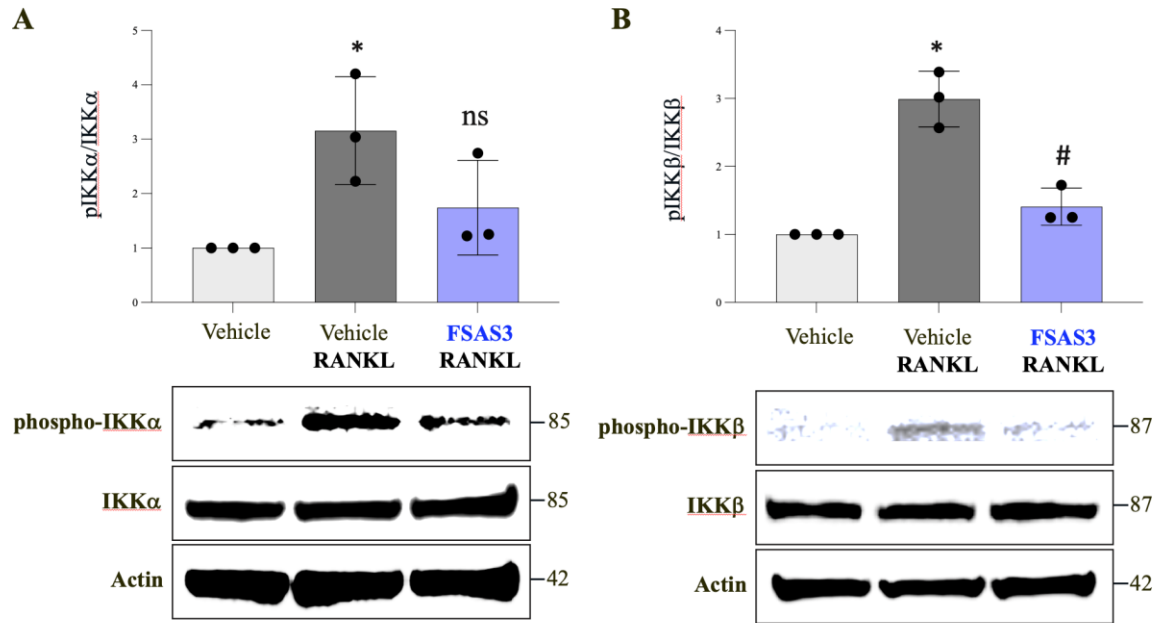 A
pIKKα/IKKα
5
4
3
2
1
0
*
ns
Vehicle
Vehicle
RANKL
FSAS3
RANKL
phospho-IKKα
85
IKKα
85
Actin
42
B
pIKKβ/IKKβ
4
3
2
1
0
*
#
Vehicle
Vehicle
RANKL
FSAS3
RANKL
phospho-IKKβ
87
IKKβ
87
Actin
42